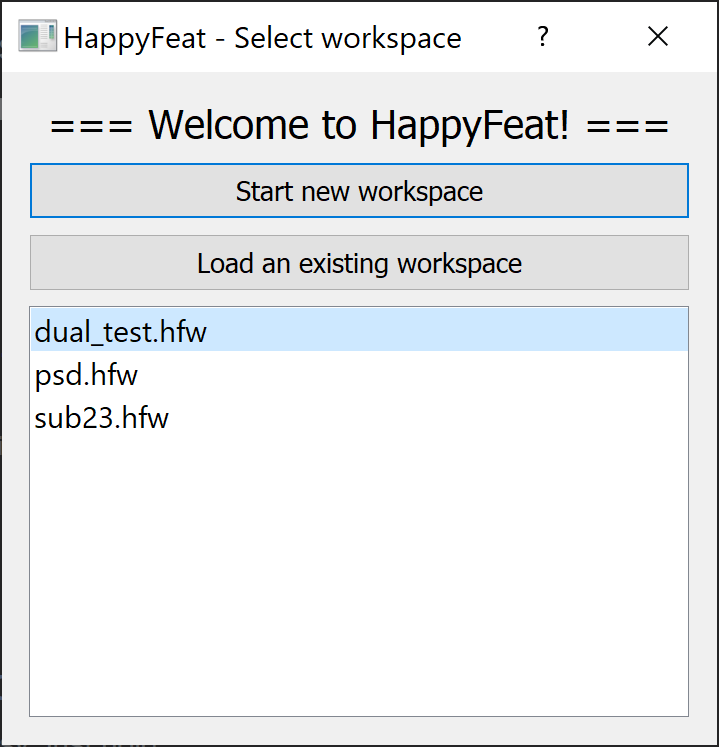 HappyFeat - Select workspace ?
=== Welcome to HappyFeat! ===
Start new workspace
Load an existing workspace
dual_test.hfw
psd.hfw
sub23.hfw